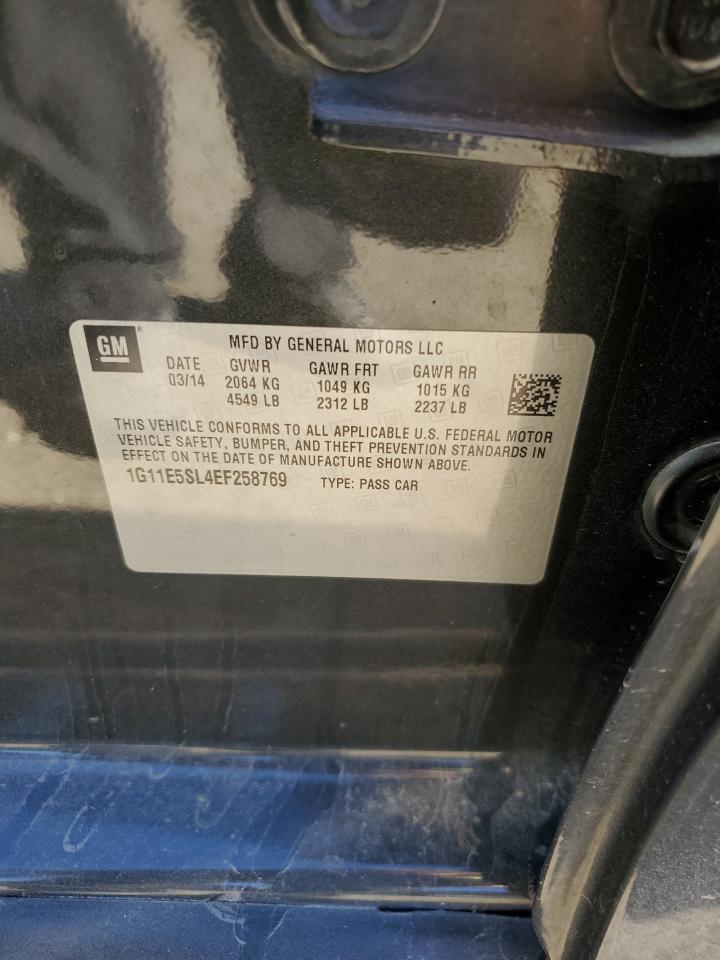 GM
MFD BY GENERAL MOTORS LLC
DATE GVWR GAWR FRT GAWR RR
03/14 2064 KG 1049 KG 1015 KG
4549 LB 2312 LB 2237 LB
THIS VEHICLE CONFORMS TO ALL APPLICABLE U.S. FEDERAL MOTOR
VEHICLE SAFETY, BUMPER, AND THEFT PREVENTION STANDARDS IN
EFFECT ON THE DATE OF MANUFACTURE SHOWN ABOVE.
1G11E5SL4EF258769 TYPE: PASS CAR